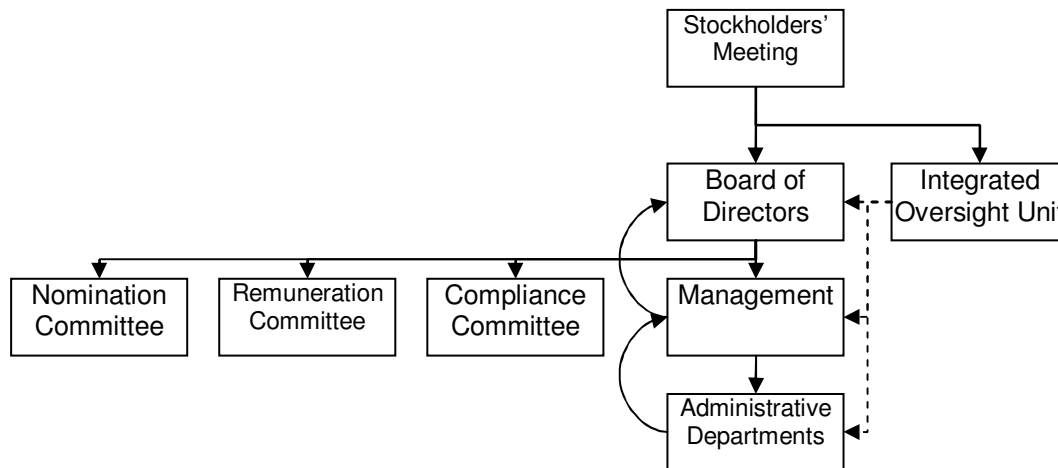 Stockholders'
Meeting
Board of
Directors
Integrated
Oversight Unit
Nomination
Committee
Remuneration
Committee
Compliance
Committee
Management
Administrative
Departments